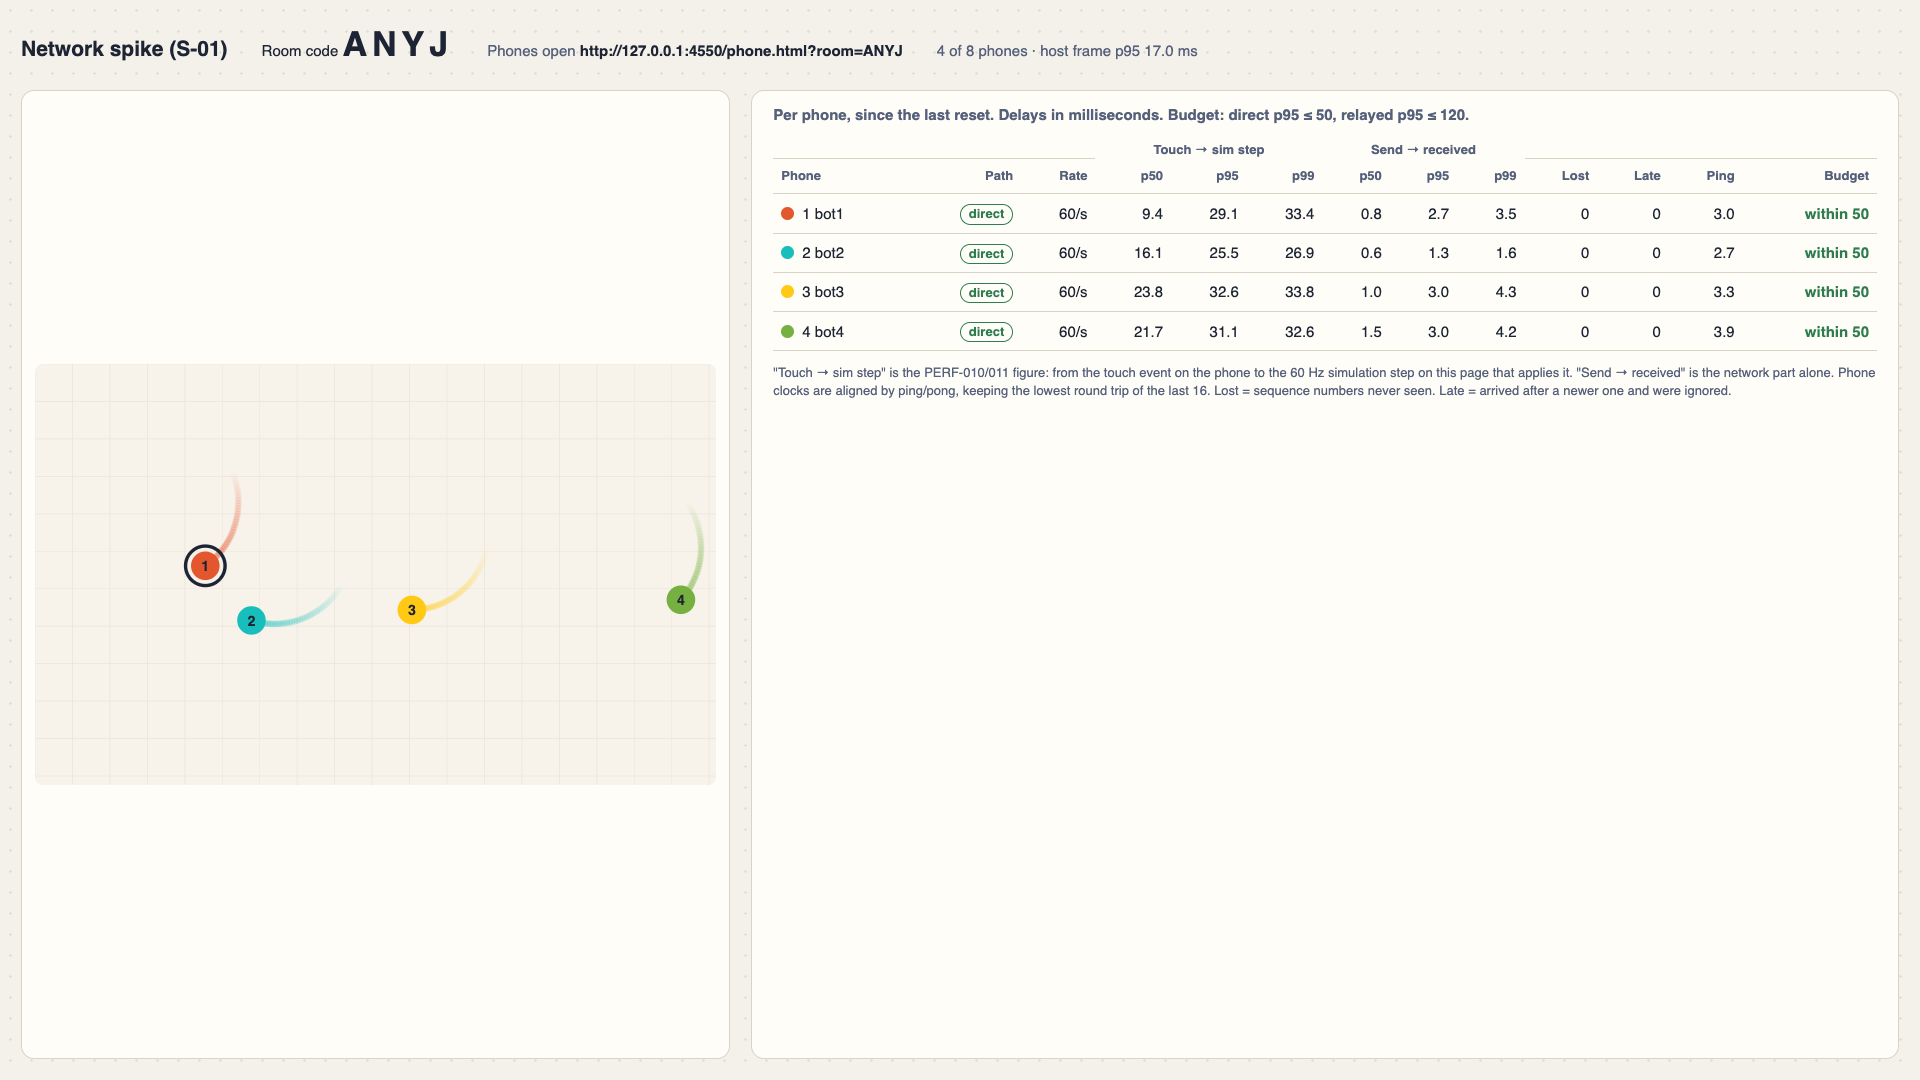 Network spike (S-01) Room code ANYJ Phones open http://127.0.0.1:4550/phone.html?room=ANYJ 4 of 8 phones · host frame p95 17.0 ms
1
2
3
4
Per phone, since the last reset. Delays in milliseconds. Budget: direct p95 ≤ 50, relayed p95 ≤ 120.
Touch → sim step Send → received
Phone Path Rate p50 p95 p99 p50 p95 p99 Lost Late Ping Budget
1 bot1 direct 60/s 9.4 29.1 33.4 0.8 2.7 3.5 0 0 3.0 within 50
2 bot2 direct 60/s 16.1 25.5 26.9 0.6 1.3 1.6 0 0 2.7 within 50
3 bot3 direct 60/s 23.8 32.6 33.8 1.0 3.0 4.3 0 0 3.3 within 50
4 bot4 direct 60/s 21.7 31.1 32.6 1.5 3.0 4.2 0 0 3.9 within 50
"Touch → sim step" is the PERF-010/011 figure: from the touch event on the phone to the 60 Hz simulation step on this page that applies it. "Send → received" is the network part alone. Phone
clocks are aligned by ping/pong, keeping the lowest round trip of the last 16. Lost = sequence numbers never seen. Late = arrived after a newer one and were ignored.